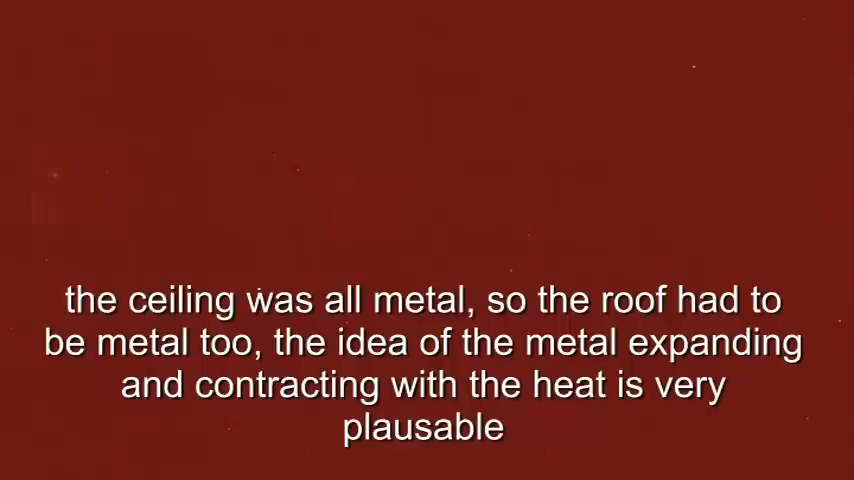 the ceiling was all metal, so the roof had to
be metal too, the idea of the metal expanding
and contracting with the heat is very
plausable